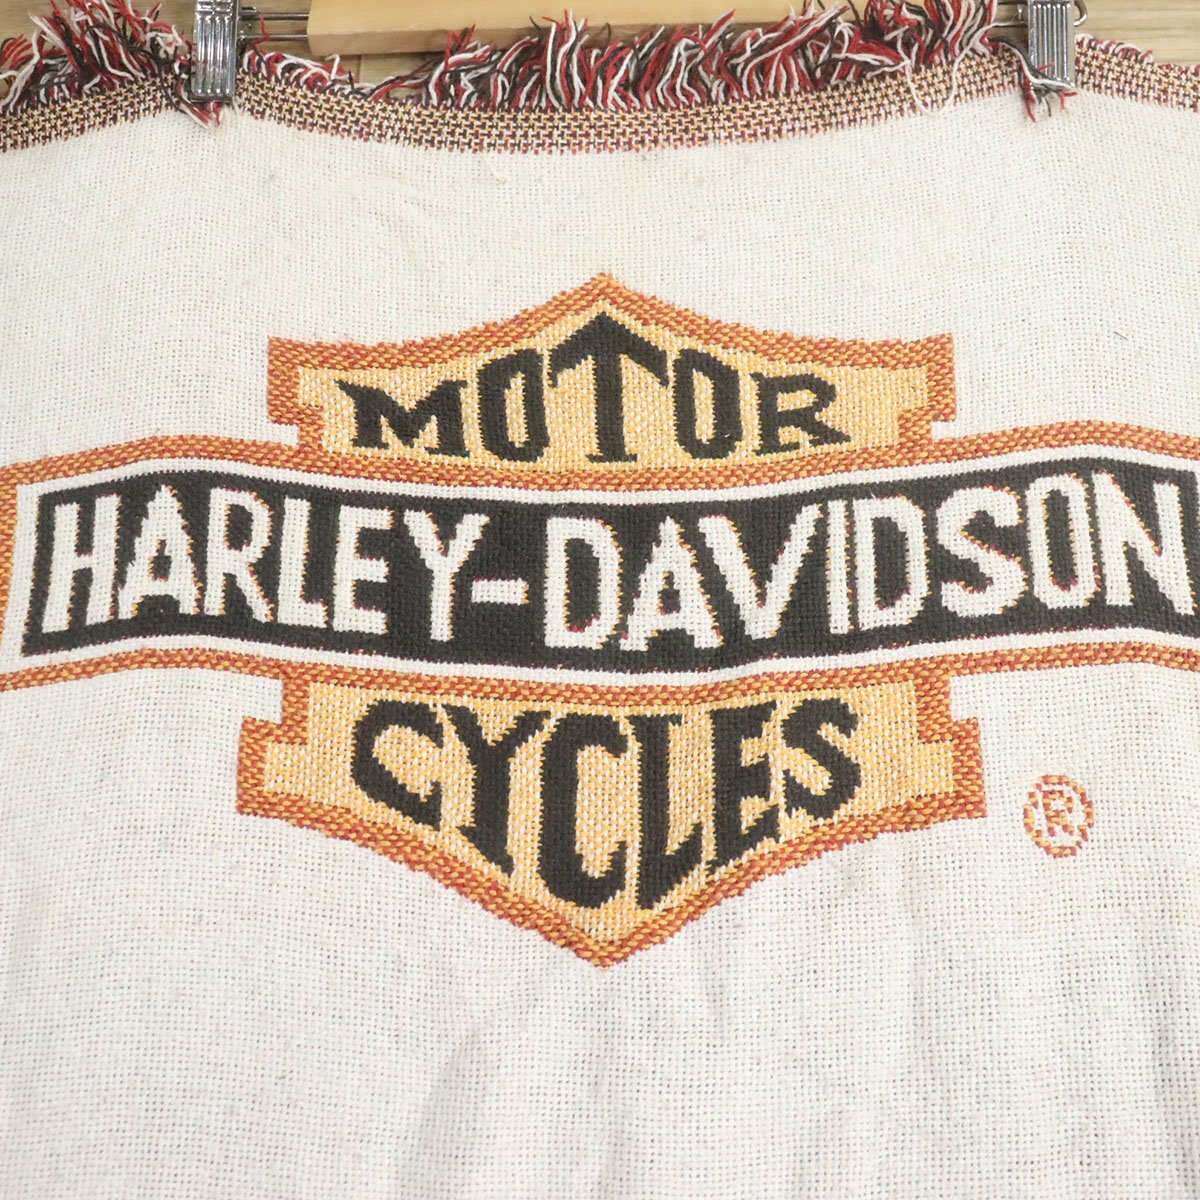 MOTOR
HARLEY-DAVIDSON
CYCLES
®